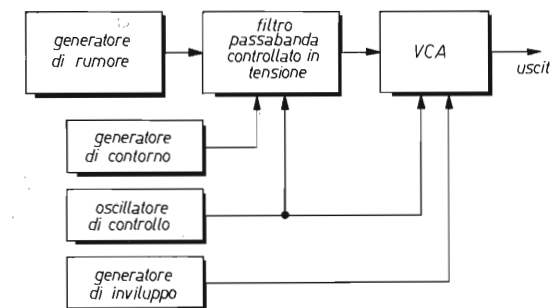 generatore
di rumore
filtro
passabanda
controllato in
tensione
VCA
uscit
generatore
di contorno
oscillatore
di controllo
generatore
di inviluppo